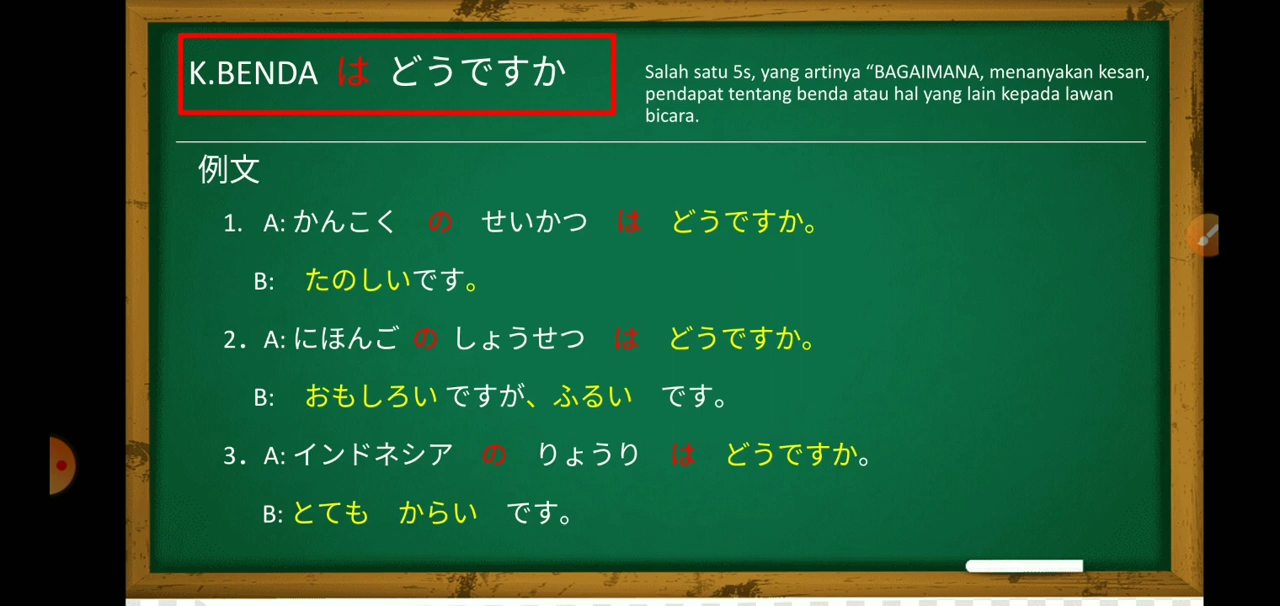 K.BENDA は どうですか
Salah satu 5s, yang artinya “BAGAIMANA, menanyakan kesan,
pendapat tentang benda atau hal yang lain kepada lawan
bicara.
例文
1. A: かんこく の せいかつ は どうですか。
B: たのしいです。
2. A: にほんご の しょうせつ は どうですか。
B: おもしろい ですが、ふるい です。
3. A: インドネシア の りょうり は どうですか。
B: とても からい です。